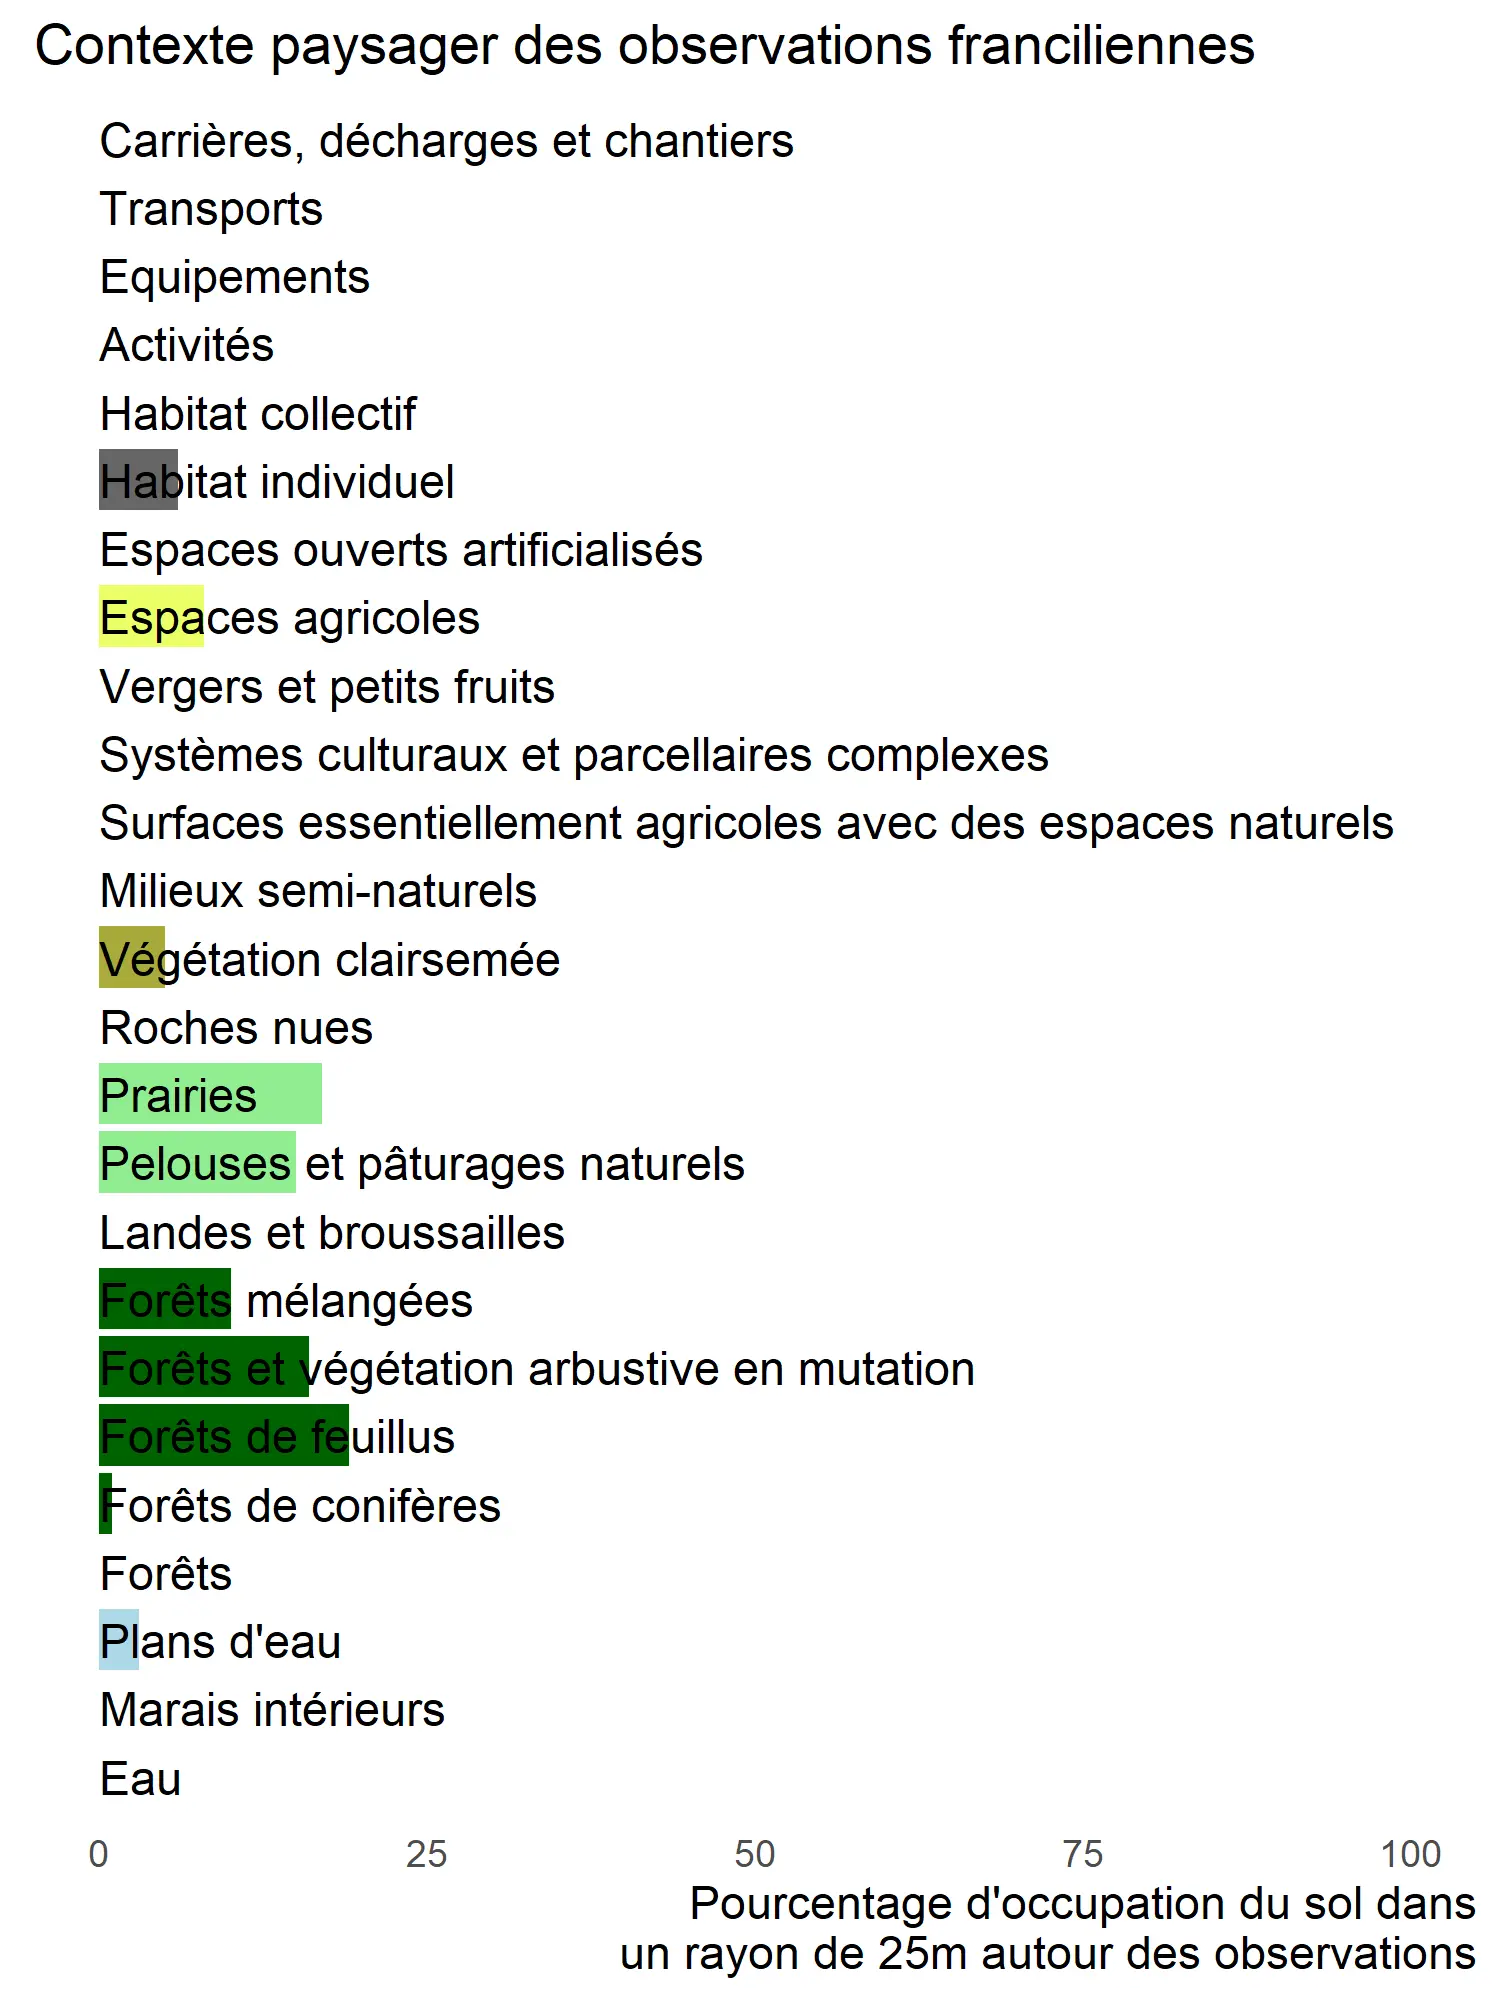 Contexte paysager des observations franciliennes
Carrières, décharges et chantiers
Transports
Equipements
Activités
Habitat collectif
Habitat individuel
Espaces ouverts artificialisés
Espaces agricoles
Vergers et petits fruits
Systèmes culturaux et parcellaires complexes
Surfaces essentiellement agricoles avec des espaces naturels
Milieux semi-naturels
Végétation clairsemée
Roches nues
Prairies
Pelouses et pâturages naturels
Landes et broussailles
Forêts mélangées
Forêts et végétation arbustive en mutation
Forêts de feuillus
Forêts de conifères
Forêts
Plans d'eau
Marais intérieurs
Eau
0 25 50 75 100
Pourcentage d'occupation du sol dans
un rayon de 25m autour des observations